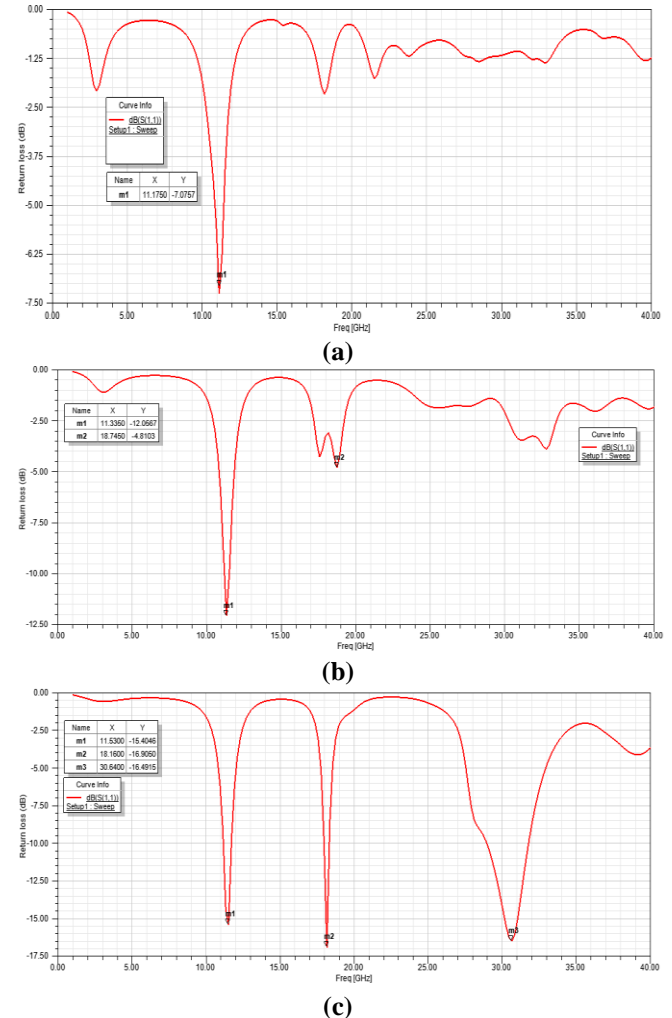 0.00
-1.25
-2.50
-3.75
-5.00
-6.25
-7.50
Return loss (dB)
Curve Info
dB(S(1,1))
Setup1 : Sweep
Name X Y
m1 11.1750 -7.0757
m1
0.00 5.00 10.00 15.00 20.00 25.00 30.00 35.00 40.00
Freq [GHz]
(a)
0.00
-2.50
-5.00
-7.50
-10.00
-12.50
Return loss (dB)
Name X Y
m1 11.3350 -12.0567
m2 18.7450 -4.8103
Curve Info
dB(S(1,1))
Setup1 : Sweep
m2
m1
0.00 5.00 10.00 15.00 20.00 25.00 30.00 35.00 40.00
Freq [GHz]
(b)
0.00
-2.50
-5.00
-7.50
-10.00
-12.50
-15.00
-17.50
Return loss (dB)
Name X Y
m1 11.5300 -15.4046
m2 18.1600 -16.9050
m3 30.6400 -16.4915
Curve Info
dB(S(1,1))
Setup1 : Sweep
m1
m2
m3
0.00 5.00 10.00 15.00 20.00 25.00 30.00 35.00 40.00
Freq [GHz]
(c)